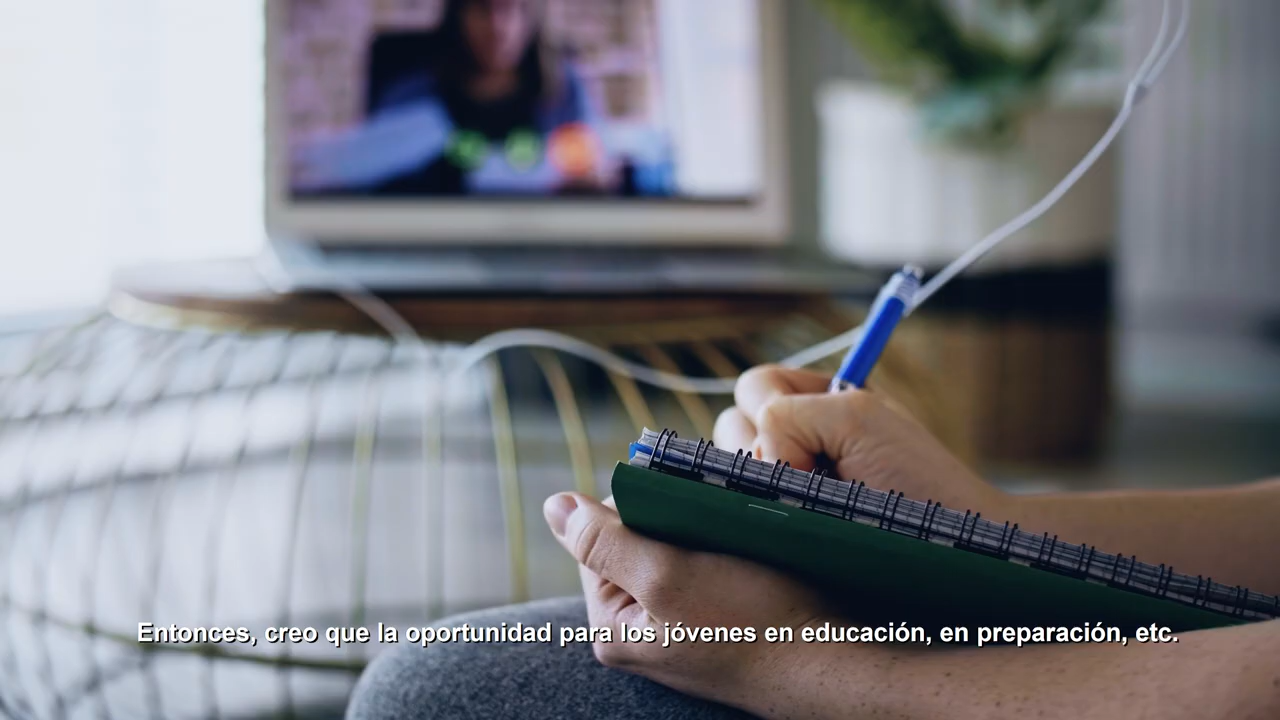 Entonces, creo que la oportunidad para los jóvenes en educación, en preparación, etc.